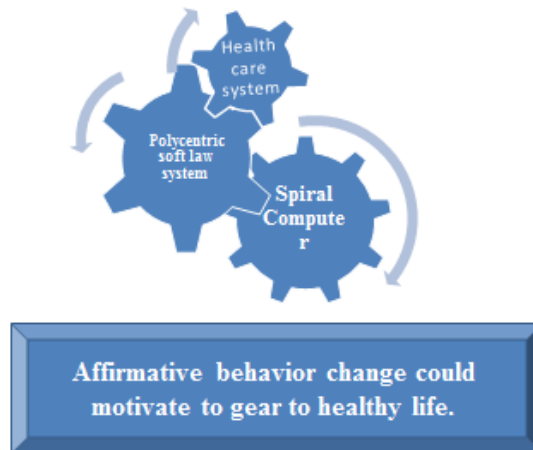 Health
care
system
Polycentric
soft law
system
Spiral
Compute
r
Affirmative behavior change could
motivate to gear to healthy life.